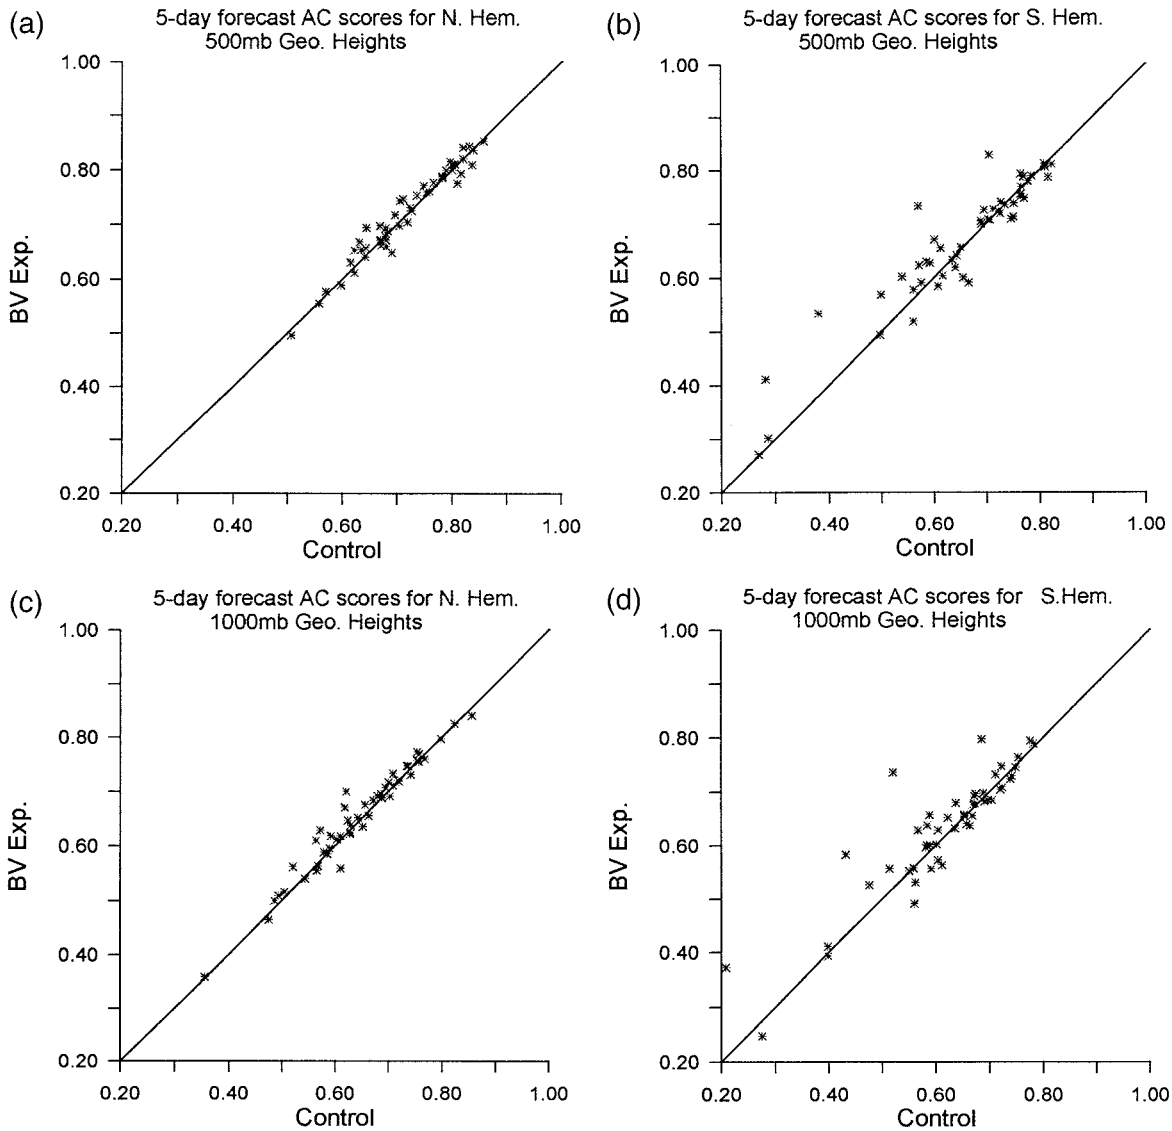 (a)
5-day forecast AC scores for N. Hem.
500mb Geo. Heights
1.00
0.80
0.60
0.40
0.20
BV Exp.
0.20 0.40 0.60 0.80 1.00
Control
(b)
5-day forecast AC scores for S. Hem.
500mb Geo. Heights
1.00
0.80
0.60
0.40
0.20
BV Exp.
0.20 0.40 0.60 0.80 1.00
Control
(c)
5-day forecast AC scores for N. Hem.
1000mb Geo. Heights
1.00
0.80
0.60
0.40
0.20
BV Exp.
0.20 0.40 0.60 0.80 1.00
Control
(d)
5-day forecast AC scores for S.Hem.
1000mb Geo. Heights
1.00
0.80
0.60
0.40
0.20
BV Exp.
0.20 0.40 0.60 0.80 1.00
Control